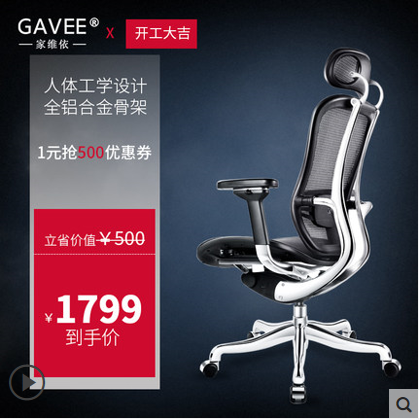 GAVEE®
家维依
X
开工大吉
人体工学设计
全铝合金骨架
1元抢500优惠券
立省价值￥500
￥1799
到手价